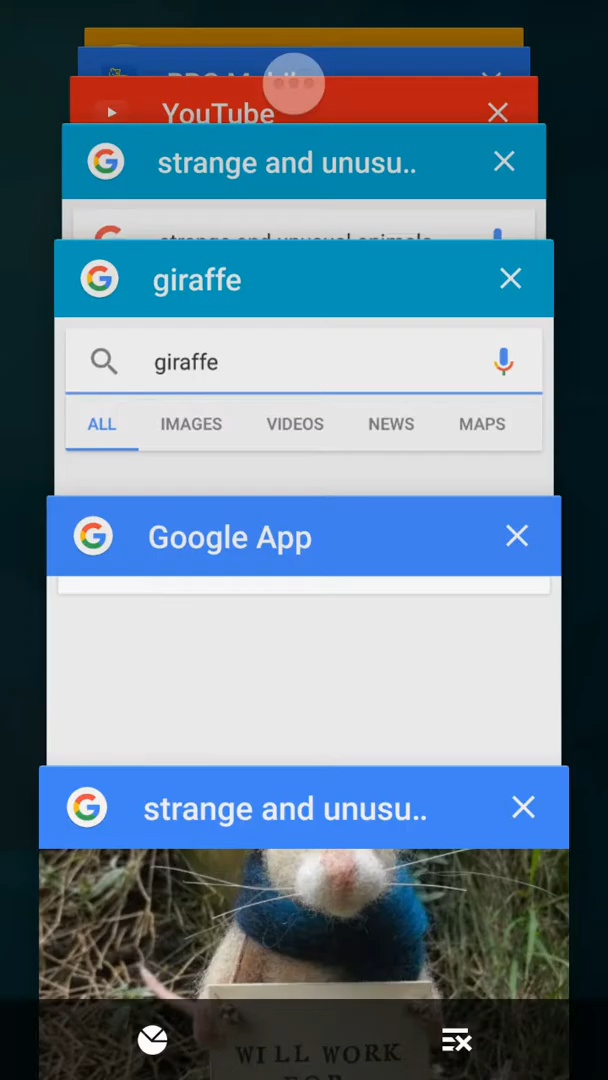 YouTube
strange and unusu..
giraffe
giraffe
ALL IMAGES VIDEOS NEWS MAPS
Google App
strange and unusu..
WILL WORK